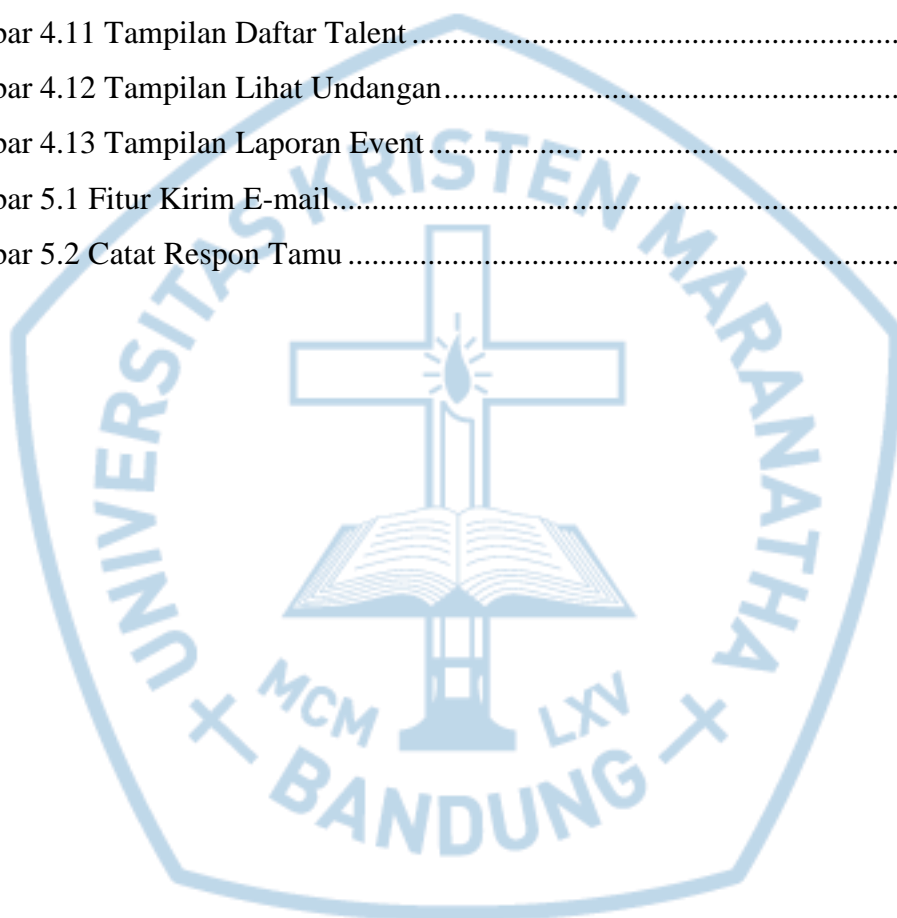 bar 4.11 Tampilan Daftar Talent
bar 4.12 Tampilan Lihat Undangan
bar 4.13 Tampilan Laporan Event
bar 5.1 Fitur Kirim E-mail
bar 5.2 Catat Respon Tamu
UNIVERSITAS KRISTEN MARANATHA
MCM LXV
BANDUNG